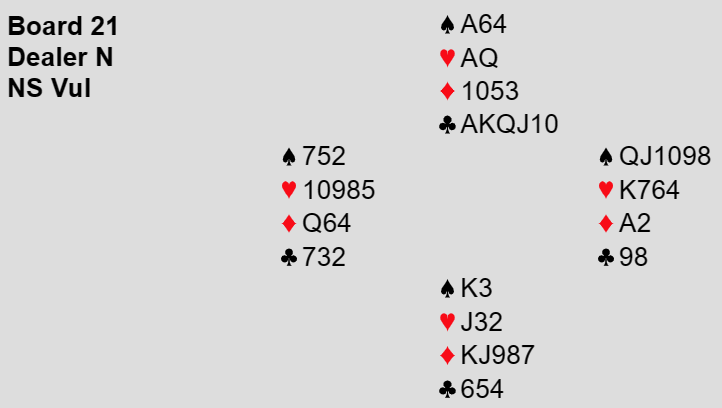 Board 21
Dealer N
NS Vul
♠ A64
♥ AQ
♦ 1053
♣ AKQJ10
♠ 752
♥ 10985
♦ Q64
♣ 732
♠ QJ1098
♥ K764
♦ A2
♣ 98
♠ K3
♥ J32
♦ KJ987
♣ 654